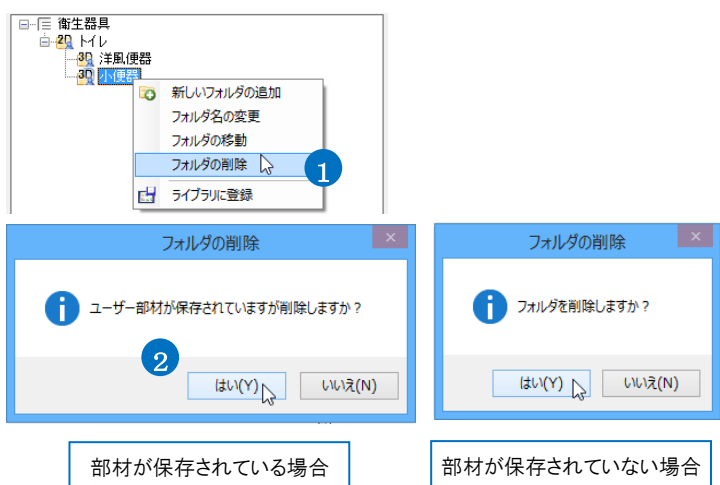 衛生器具
2D トイレ
3D 洋風便器
3D 小便器
新しいフォルダの追加
フォルダ名の変更
フォルダの移動
フォルダの削除
1
ライブラリに登録
フォルダの削除
ユーザー部材が保存されていますが削除しますか？
2
はい(Y)
いいえ(N)
部材が保存されている場合
フォルダの削除
フォルダを削除しますか？
はい(Y)
いいえ(N)
部材が保存されていない場合